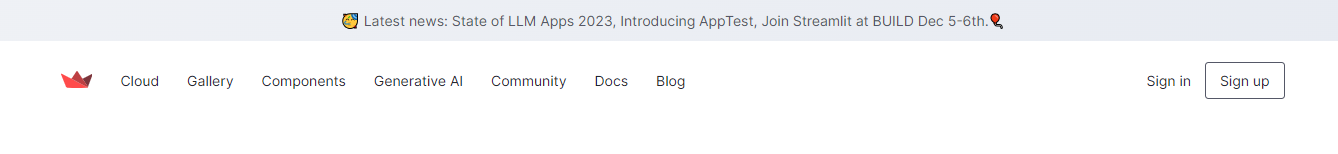 🥳 Latest news: State of LLM Apps 2023, Introducing AppTest, Join Streamlit at BUILD Dec 5-6th.🎈
Cloud Gallery Components Generative AI Community Docs Blog Sign in Sign up